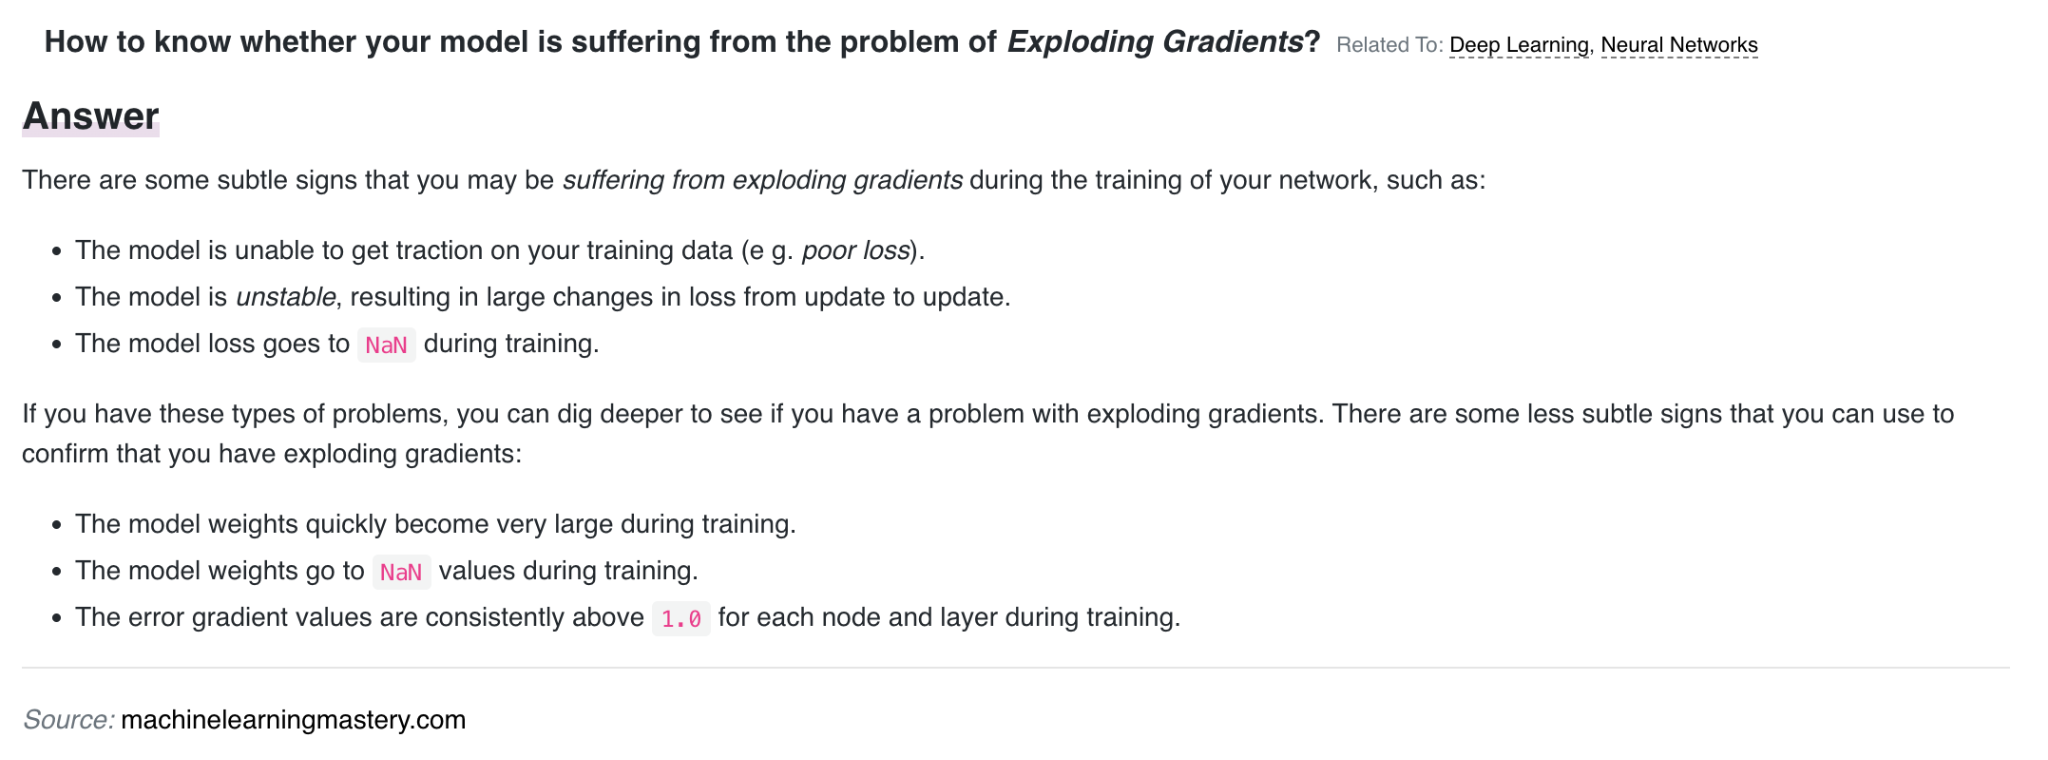 How to know whether your model is suffering from the problem of Exploding Gradients? Related To: Deep Learning, Neural Networks
Answer
There are some subtle signs that you may be suffering from exploding gradients during the training of your network, such as:
• The model is unable to get traction on your training data (e g. poor loss).
• The model is unstable, resulting in large changes in loss from update to update.
• The model loss goes to NaN during training.
If you have these types of problems, you can dig deeper to see if you have a problem with exploding gradients. There are some less subtle signs that you can use to
confirm that you have exploding gradients:
• The model weights quickly become very large during training.
• The model weights go to NaN values during training.
• The error gradient values are consistently above 1.0 for each node and layer during training.
Source: machinelearningmastery.com